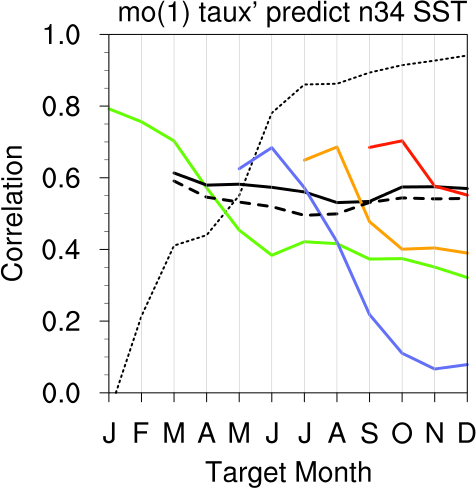 mo(1) taux’ predict n34 SST
1.0
0.8
0.6
0.4
0.2
0.0
Correlation
J F M A M J J A S O N D
Target Month